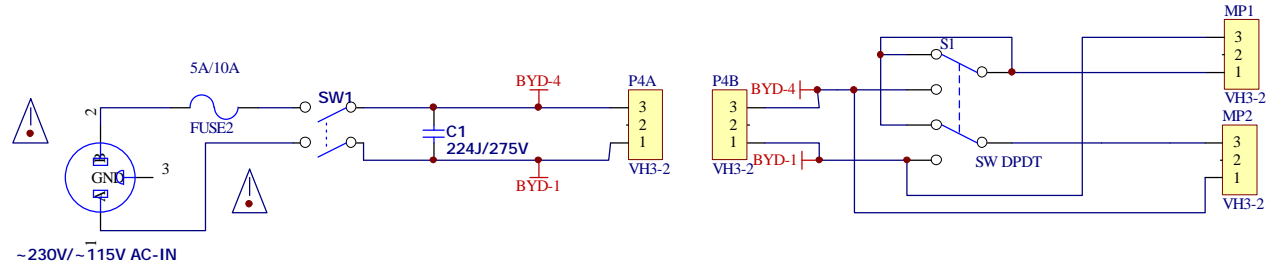 5A/10A
FUSE2
2
B
GND
3
A
1
~230V/~115V AC-IN
SW1
C1
224J/275V
BYD-4
BYD-1
P4A
3
2
1
VH3-2
P4B
3
2
1
VH3-2
BYD-4
BYD-1
S1
SW DPDT
MP1
3
2
1
VH3-2
MP2
3
2
1
VH3-2